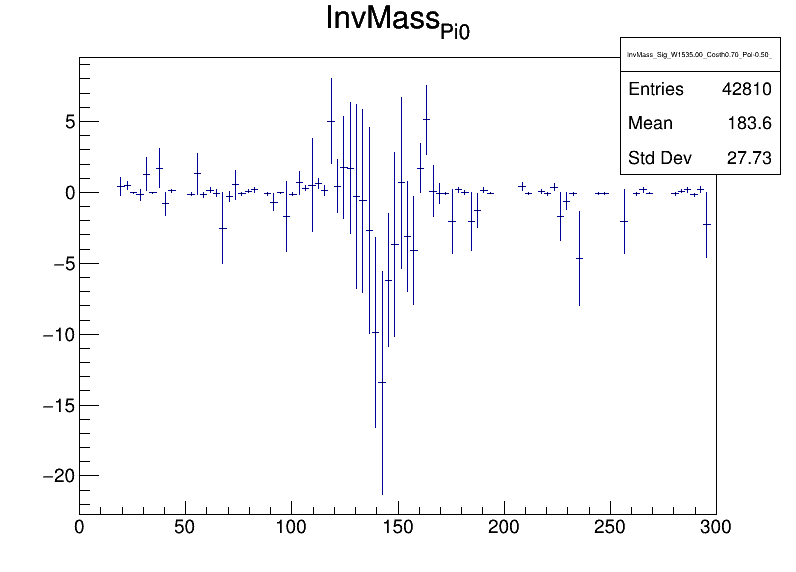 InvMass_Pi0
InvMass_Sig_W1535.00_Costh0.70_Pol-0.50_
Entries 42810
Mean 183.6
Std Dev 27.73
5
0
−5
−10
−15
−20
0 50 100 150 200 250 300